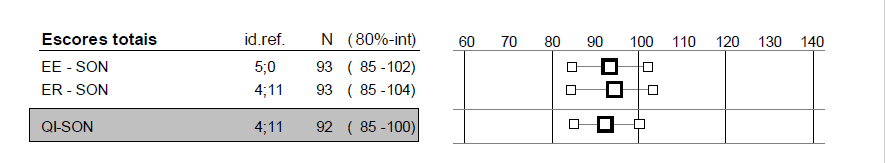 Escores totais id.ref. N (80%-int) 60 70 80 90 100 110 120 130 140
EE - SON 5;0 93 ( 85 -102)
ER - SON 4;11 93 ( 85 -104)
QI-SON 4;11 92 ( 85 -100)